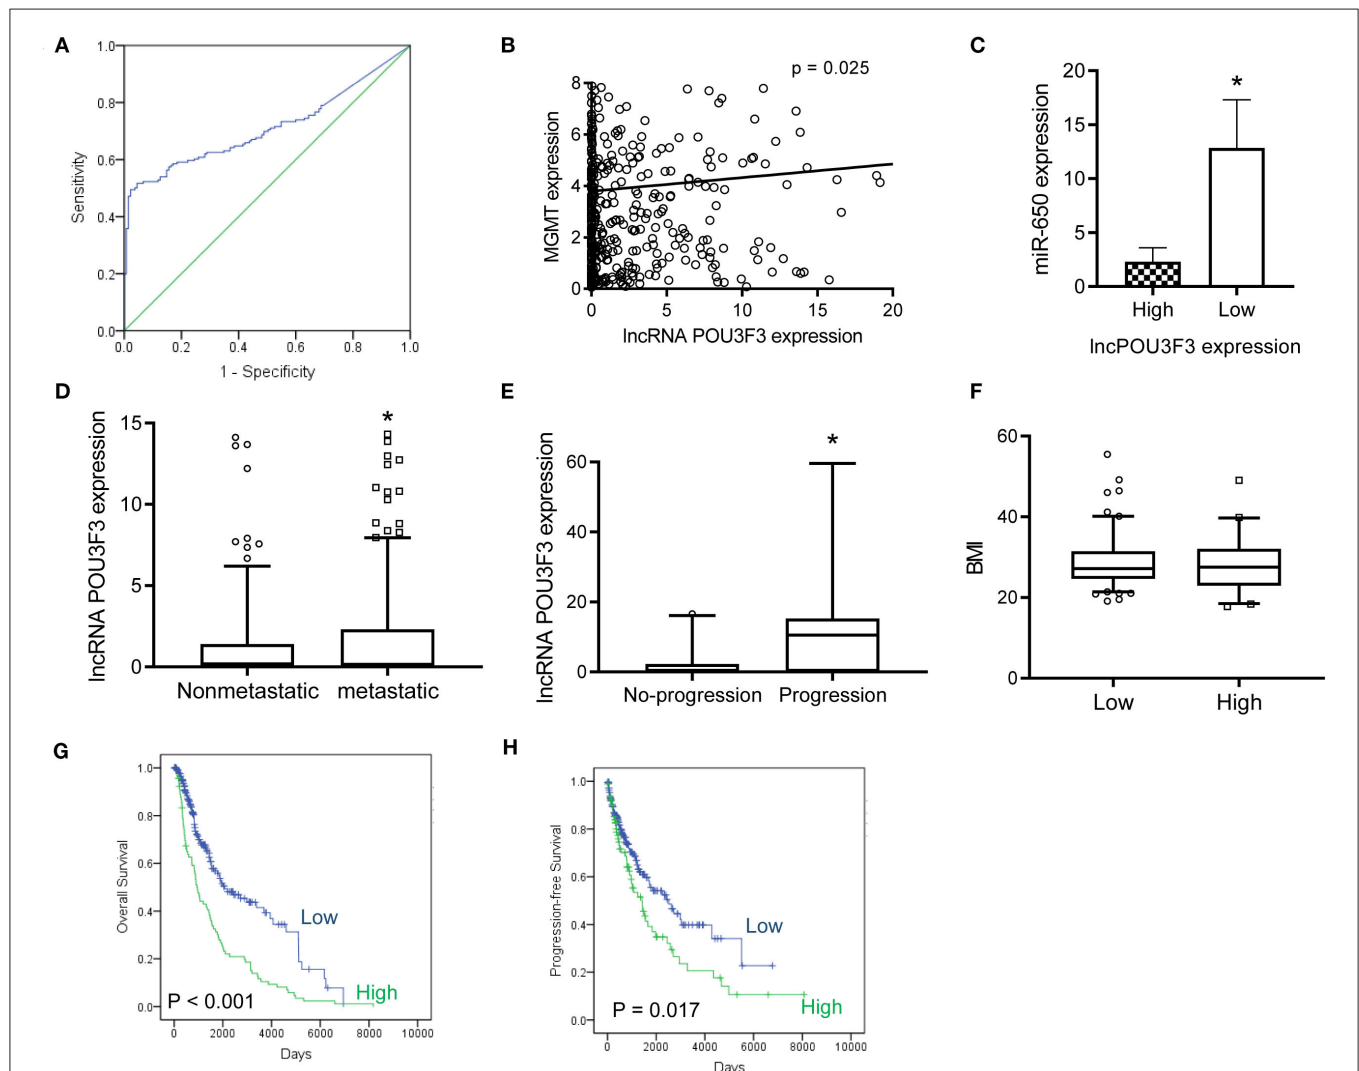 A
1.0
0.8
0.6
0.4
0.2
0.0
Sensitivity
0.0 0.2 0.4 0.6 0.8 1.0
1 - Specificity
B
p = 0.025
8
6
4
2
0
MGMT expression
0 5 10 15 20
lncRNA POU3F3 expression
C
20
15
10
5
0
miR-650 expression
*
High Low
lncPOU3F3 expression
D
15
10
5
0
lncRNA POU3F3 expression
*
Nonmetastatic metastatic
E
60
40
20
0
lncRNA POU3F3 expression
*
No-progression Progression
F
60
40
20
0
BMI
Low High
G
1.0
0.8
0.6
0.4
0.2
0.0
Overall Survival
Low
High
P < 0.001
0 2000 4000 6000 8000 10000
Days
H
1.0
0.8
0.6
0.4
0.2
0.0
Progression-free Survival
Low
High
P = 0.017
0 2000 4000 6000 8000 10000
Days